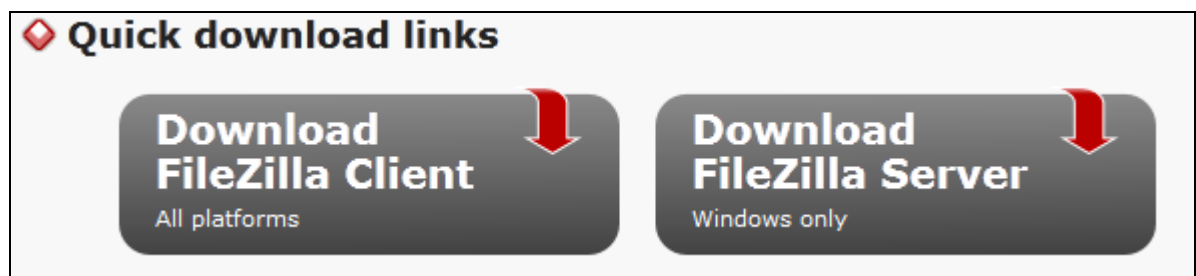 Quick download links
Download
FileZilla Client
All platforms
Download
FileZilla Server
Windows only